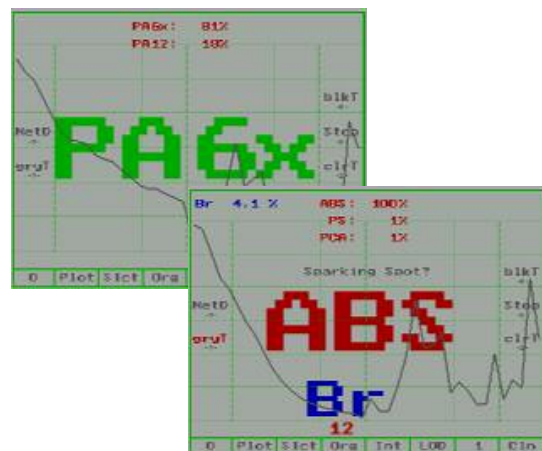 PA6x: 81%
PA12: 18%
blkT
NetD
Stop
PA6x
gryT
clrT
0 Plot Slct Org
Br 4.1 % ABS: 100%
PS: 1%
PCA: 1%
Sparking Spot?
blkT
NetD
Stop
ABS
gryT
clrT
Br
12
0 Plot Slct Org Int LOD 1 Cln